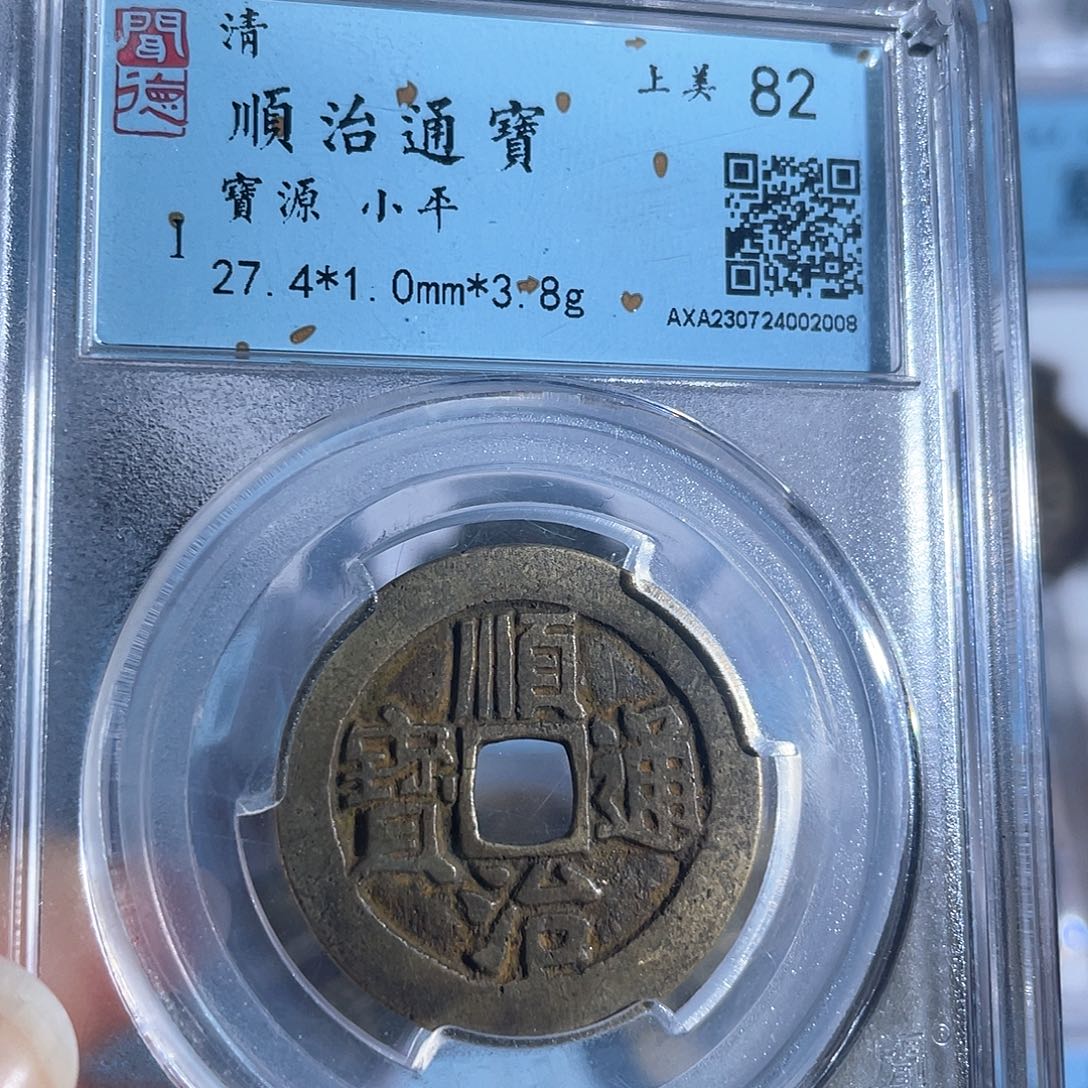 聞德
清
上美 82
順治通寶
寶源 小平
1
27.4*1.0mm*3.8g
AXA230724002008
順治通寶